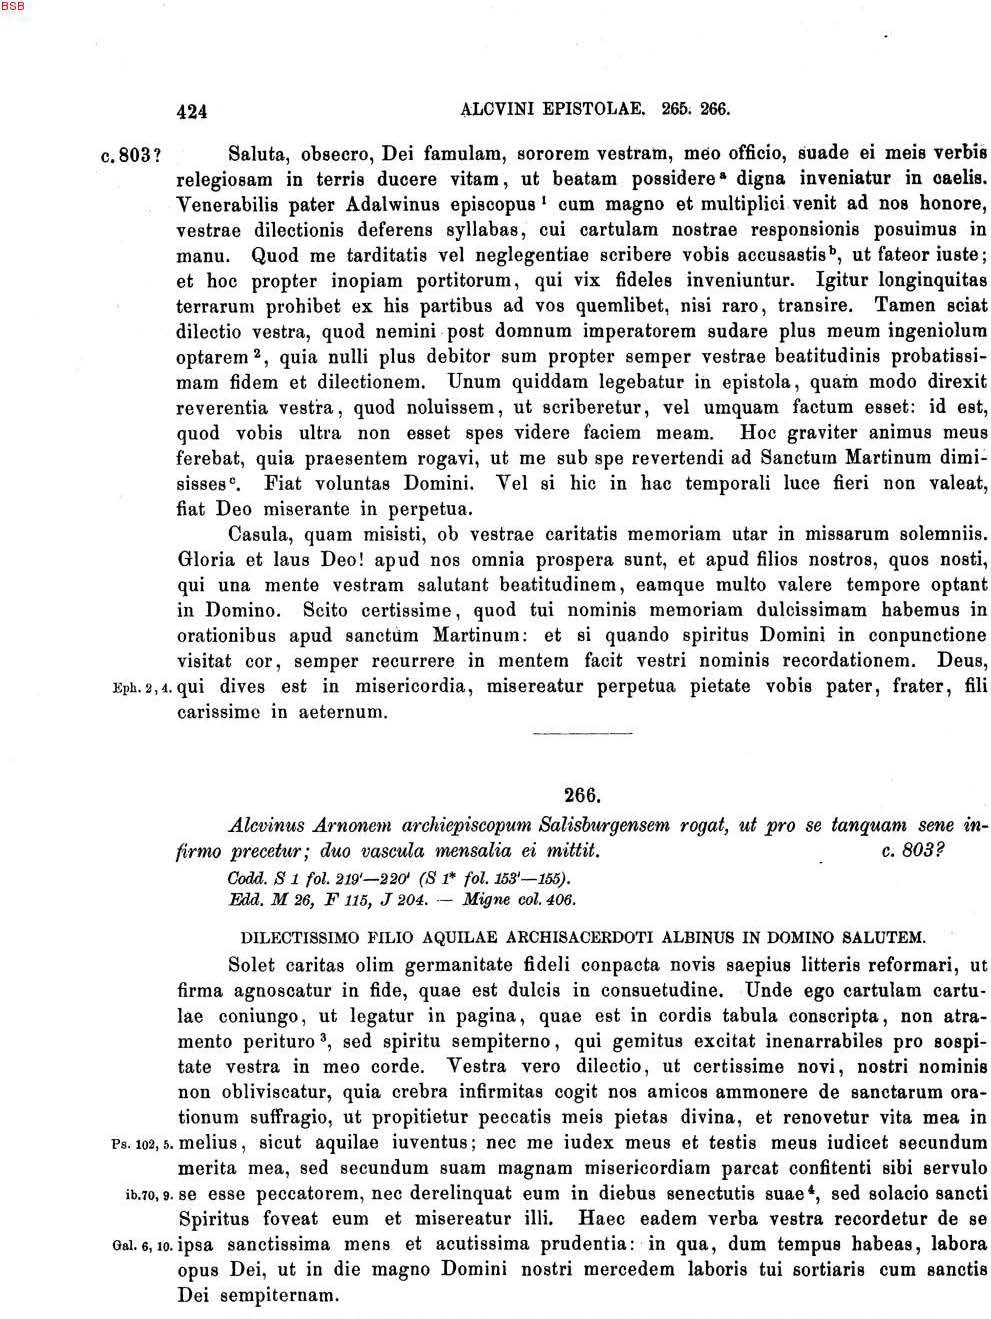 BSB
424 ALCVINI EPISTOLAE. 265. 266.
c. 803? Saluta, obsecro, Dei famulam, sororem vestram, meo officio, suade ei meis verbis
relegiosam in terris ducere vitam, ut beatam possidere a digna inveniatur in caelis.
Venerabilis pater Adalwinus episcopus 1 cum magno et multiplici venit ad nos honore,
vestrae dilectionis deferens syllabas, cui cartulam nostrae responsionis posuimus in
manu. Quod me tarditatis vel neglegentiae scribere vobis accusastis b, ut fateor iuste;
et hoc propter inopiam portitorum, qui vix fideles inveniuntur. Igitur longinquitas
terrarum prohibet ex his partibus ad vos quemlibet, nisi raro, transire. Tamen sciat
dilectio vestra, quod nemini post domnum imperatorem sudare plus meum ingeniolum
optarem 2, quia nulli plus debitor sum propter semper vestrae beatitudinis probatissi-
mam fidem et dilectionem. Unum quiddam legebatur in epistola, quam modo direxit
reverentia vestra, quod noluissem, ut scriberetur, vel umquam factum esset: id est,
quod vobis ultra non esset spes videre faciem meam. Hoc graviter animus meus
ferebat, quia praesentem rogavi, ut me sub spe revertendi ad Sanctum Martinum dimi-
sisses c. Fiat voluntas Domini. Vel si hic in hac temporali luce fieri non valeat,
fiat Deo miserante in perpetua.
Casula, quam misisti, ob vestrae caritatis memoriam utar in missarum solemniis.
Gloria et laus Deo! apud nos omnia prospera sunt, et apud filios nostros, quos nosti,
qui una mente vestram salutant beatitudinem, eamque multo valere tempore optant
in Domino. Scito certissime, quod tui nominis memoriam dulcissimam habemus in
orationibus apud sanctum Martinum: et si quando spiritus Domini in conpunctione
visitat cor, semper recurrere in mentem facit vestri nominis recordationem. Deus,
Eph. 2, 4. qui dives est in misericordia, misereatur perpetua pietate vobis pater, frater, fili
carissime in aeternum.
266.
Alcvinus Arnonem archiepiscopum Salisburgensem rogat, ut pro se tanquam sene in-
firmo precetur; duo vascula mensalia ei mittit. c. 803?
Codd. S 1 fol. 219'—220' (S 1* fol. 153'—155).
Edd. M 26, F 115, J 204. — Migne col. 406.
DILECTISSIMO FILIO AQUILAE ARCHISACERDOTI ALBINUS IN DOMINO SALUTEM.
Solet caritas olim germanitate fideli conpacta novis saepius litteris reformari, ut
firma agnoscatur in fide, quae est dulcis in consuetudine. Unde ego cartulam cartu-
lae coniungo, ut legatur in pagina, quae est in cordis tabula conscripta, non atra-
mento perituro 3, sed spiritu sempiterno, qui gemitus excitat inenarrabiles pro sospi-
tate vestra in meo corde. Vestra vero dilectio, ut certissime novi, nostri nominis
non obliviscatur, quia crebra infirmitas cogit nos amicos ammonere de sanctarum ora-
tionum suffragio, ut propitietur peccatis meis pietas divina, et renovetur vita mea in
Ps. 102, 5. melius, sicut aquilae iuventus; nec me iudex meus et testis meus iudicet secundum
merita mea, sed secundum suam magnam misericordiam parcat confitenti sibi servulo
ib. 70, 9. se esse peccatorem, nec derelinquat eum in diebus senectutis suae 4, sed solacio sancti
Spiritus foveat eum et misereatur illi. Haec eadem verba vestra recordetur de se
Gal. 6, 10. ipsa sanctissima mens et acutissima prudentia: in qua, dum tempus habeas, labora
opus Dei, ut in die magno Domini nostri mercedem laboris tui sortiaris cum sanctis
Dei sempiternam.